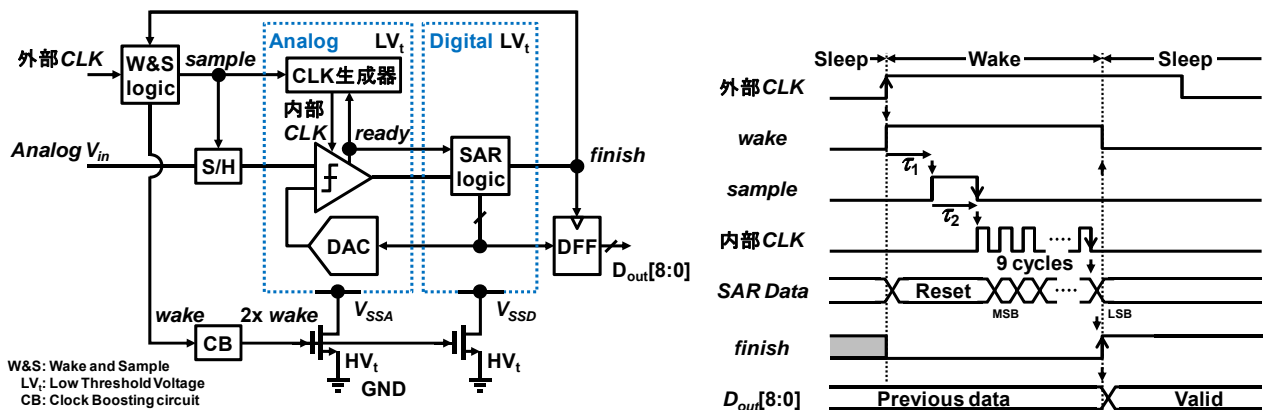 外部CLK
W&S
logic
sample
Analog
LVt
CLK生成器
内部
CLK
ready
Digital LVt
Analog Vin
S/H
SAR
logic
finish
DAC
DFF
Dout[8:0]
wake
CB
2x wake
VSSA
VSSD
HVt
HVt
GND
W&S: Wake and Sample
LVt: Low Threshold Voltage
CB: Clock Boosting circuit
Sleep
Wake
Sleep
外部CLK
wake
τ1
sample
τ2
内部CLK
9 cycles
SAR Data
Reset
MSB
LSB
finish
Dout[8:0]
Previous data
Valid